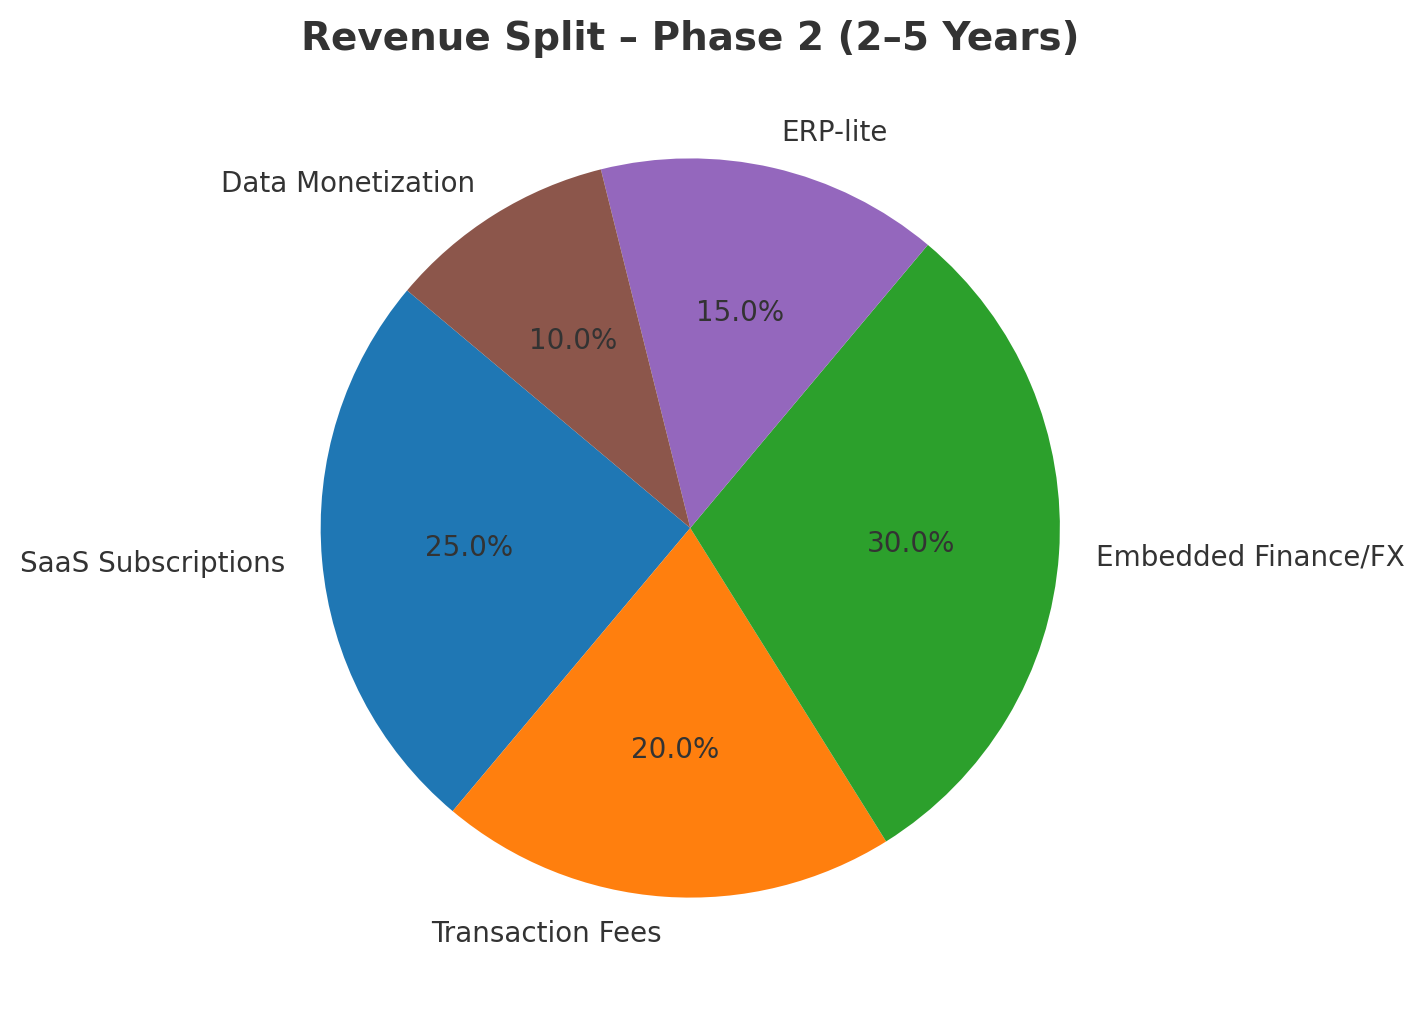 Revenue Split – Phase 2 (2–5 Years)
ERP-lite
Data Monetization
15.0%
10.0%
SaaS Subscriptions
25.0%
30.0%
Embedded Finance/FX
20.0%
Transaction Fees